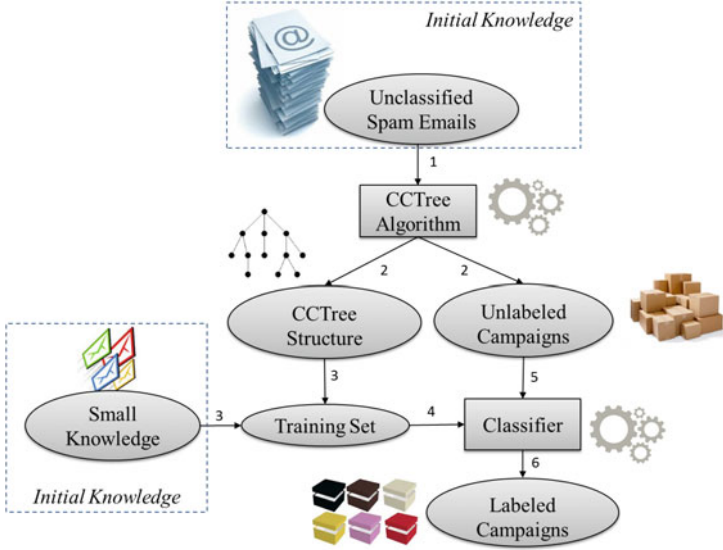 Initial Knowledge
@
Unclassified
Spam Emails
1
CCTree
Algorithm
2
2
CCTree
Structure
Unlabeled
Campaigns
3
5
Small
Knowledge
3
Training Set
4
Classifier
Initial Knowledge
6
Labeled
Campaigns